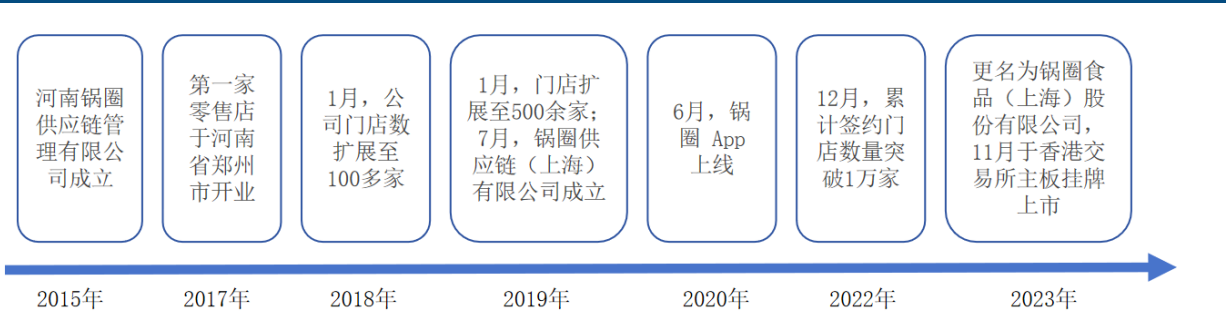 河南锅圈
供应链管
理有限公
司成立
第一家
零售店
于河南
省郑州
市开业
1月，公
司门店数
扩展至
100多家
1月，门店扩
展至500余家；
7月，锅圈供
应链（上海）
有限公司成立
6月，锅
圈 App
上线
12月，累
计签约门
店数量突
破1万家
更名为锅圈食
品（上海）股
份有限公司，
11月于香港交
易所主板挂牌
上市
2015年
2017年
2018年
2019年
2020年
2022年
2023年